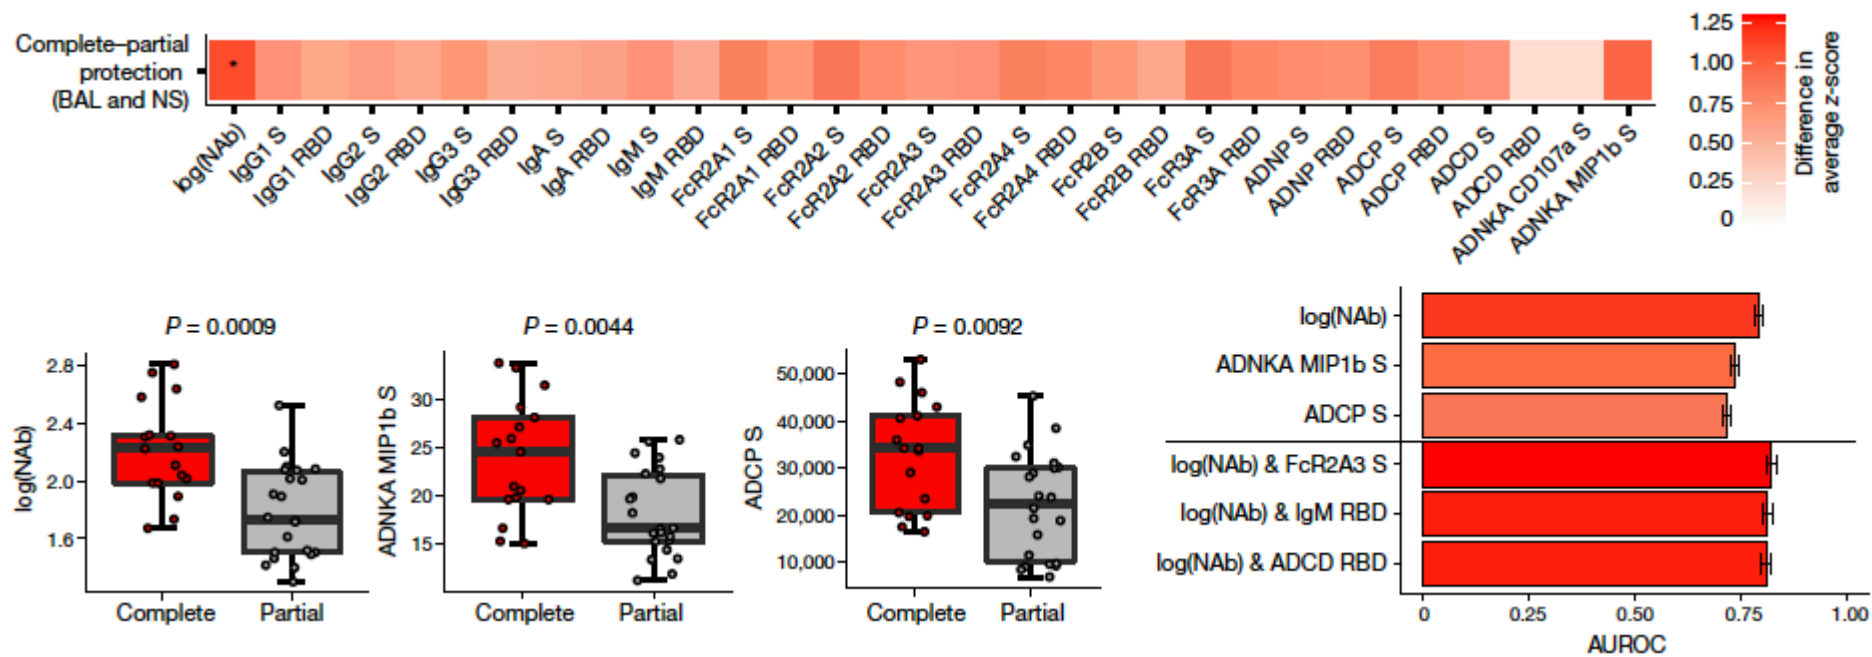 Complete–partial
protection
(BAL and NS)
*
log(NAb)
IgG1 S
IgG1 RBD
IgG2 S
IgG2 RBD
IgG3 S
IgG3 RBD
IgA S
IgA RBD
IgM S
IgM RBD
FcR2A1 S
FcR2A1 RBD
FcR2A2 S
FcR2A2 RBD
FcR2A3 S
FcR2A3 RBD
FcR2A4 S
FcR2A4 RBD
FcR2B S
FcR2B RBD
FcR3A S
FcR3A RBD
ADNP S
ADNP RBD
ADCP S
ADCP RBD
ADCD S
ADCD RBD
ADNKA CD107a S
ADNKA MIP1b S
1.25
1.00
0.75
0.50
0.25
0
Difference in
average z-score
P = 0.0009
log(NAb)
2.8
2.4
2.0
1.6
Complete
Partial
P = 0.0044
ADNKA MIP1b S
30
25
20
15
Complete
Partial
P = 0.0092
ADCP S
50,000
40,000
30,000
20,000
10,000
Complete
Partial
log(NAb)
ADNKA MIP1b S
ADCP S
log(NAb) & FcR2A3 S
log(NAb) & IgM RBD
log(NAb) & ADCD RBD
0
0.25
0.50
0.75
1.00
AUROC